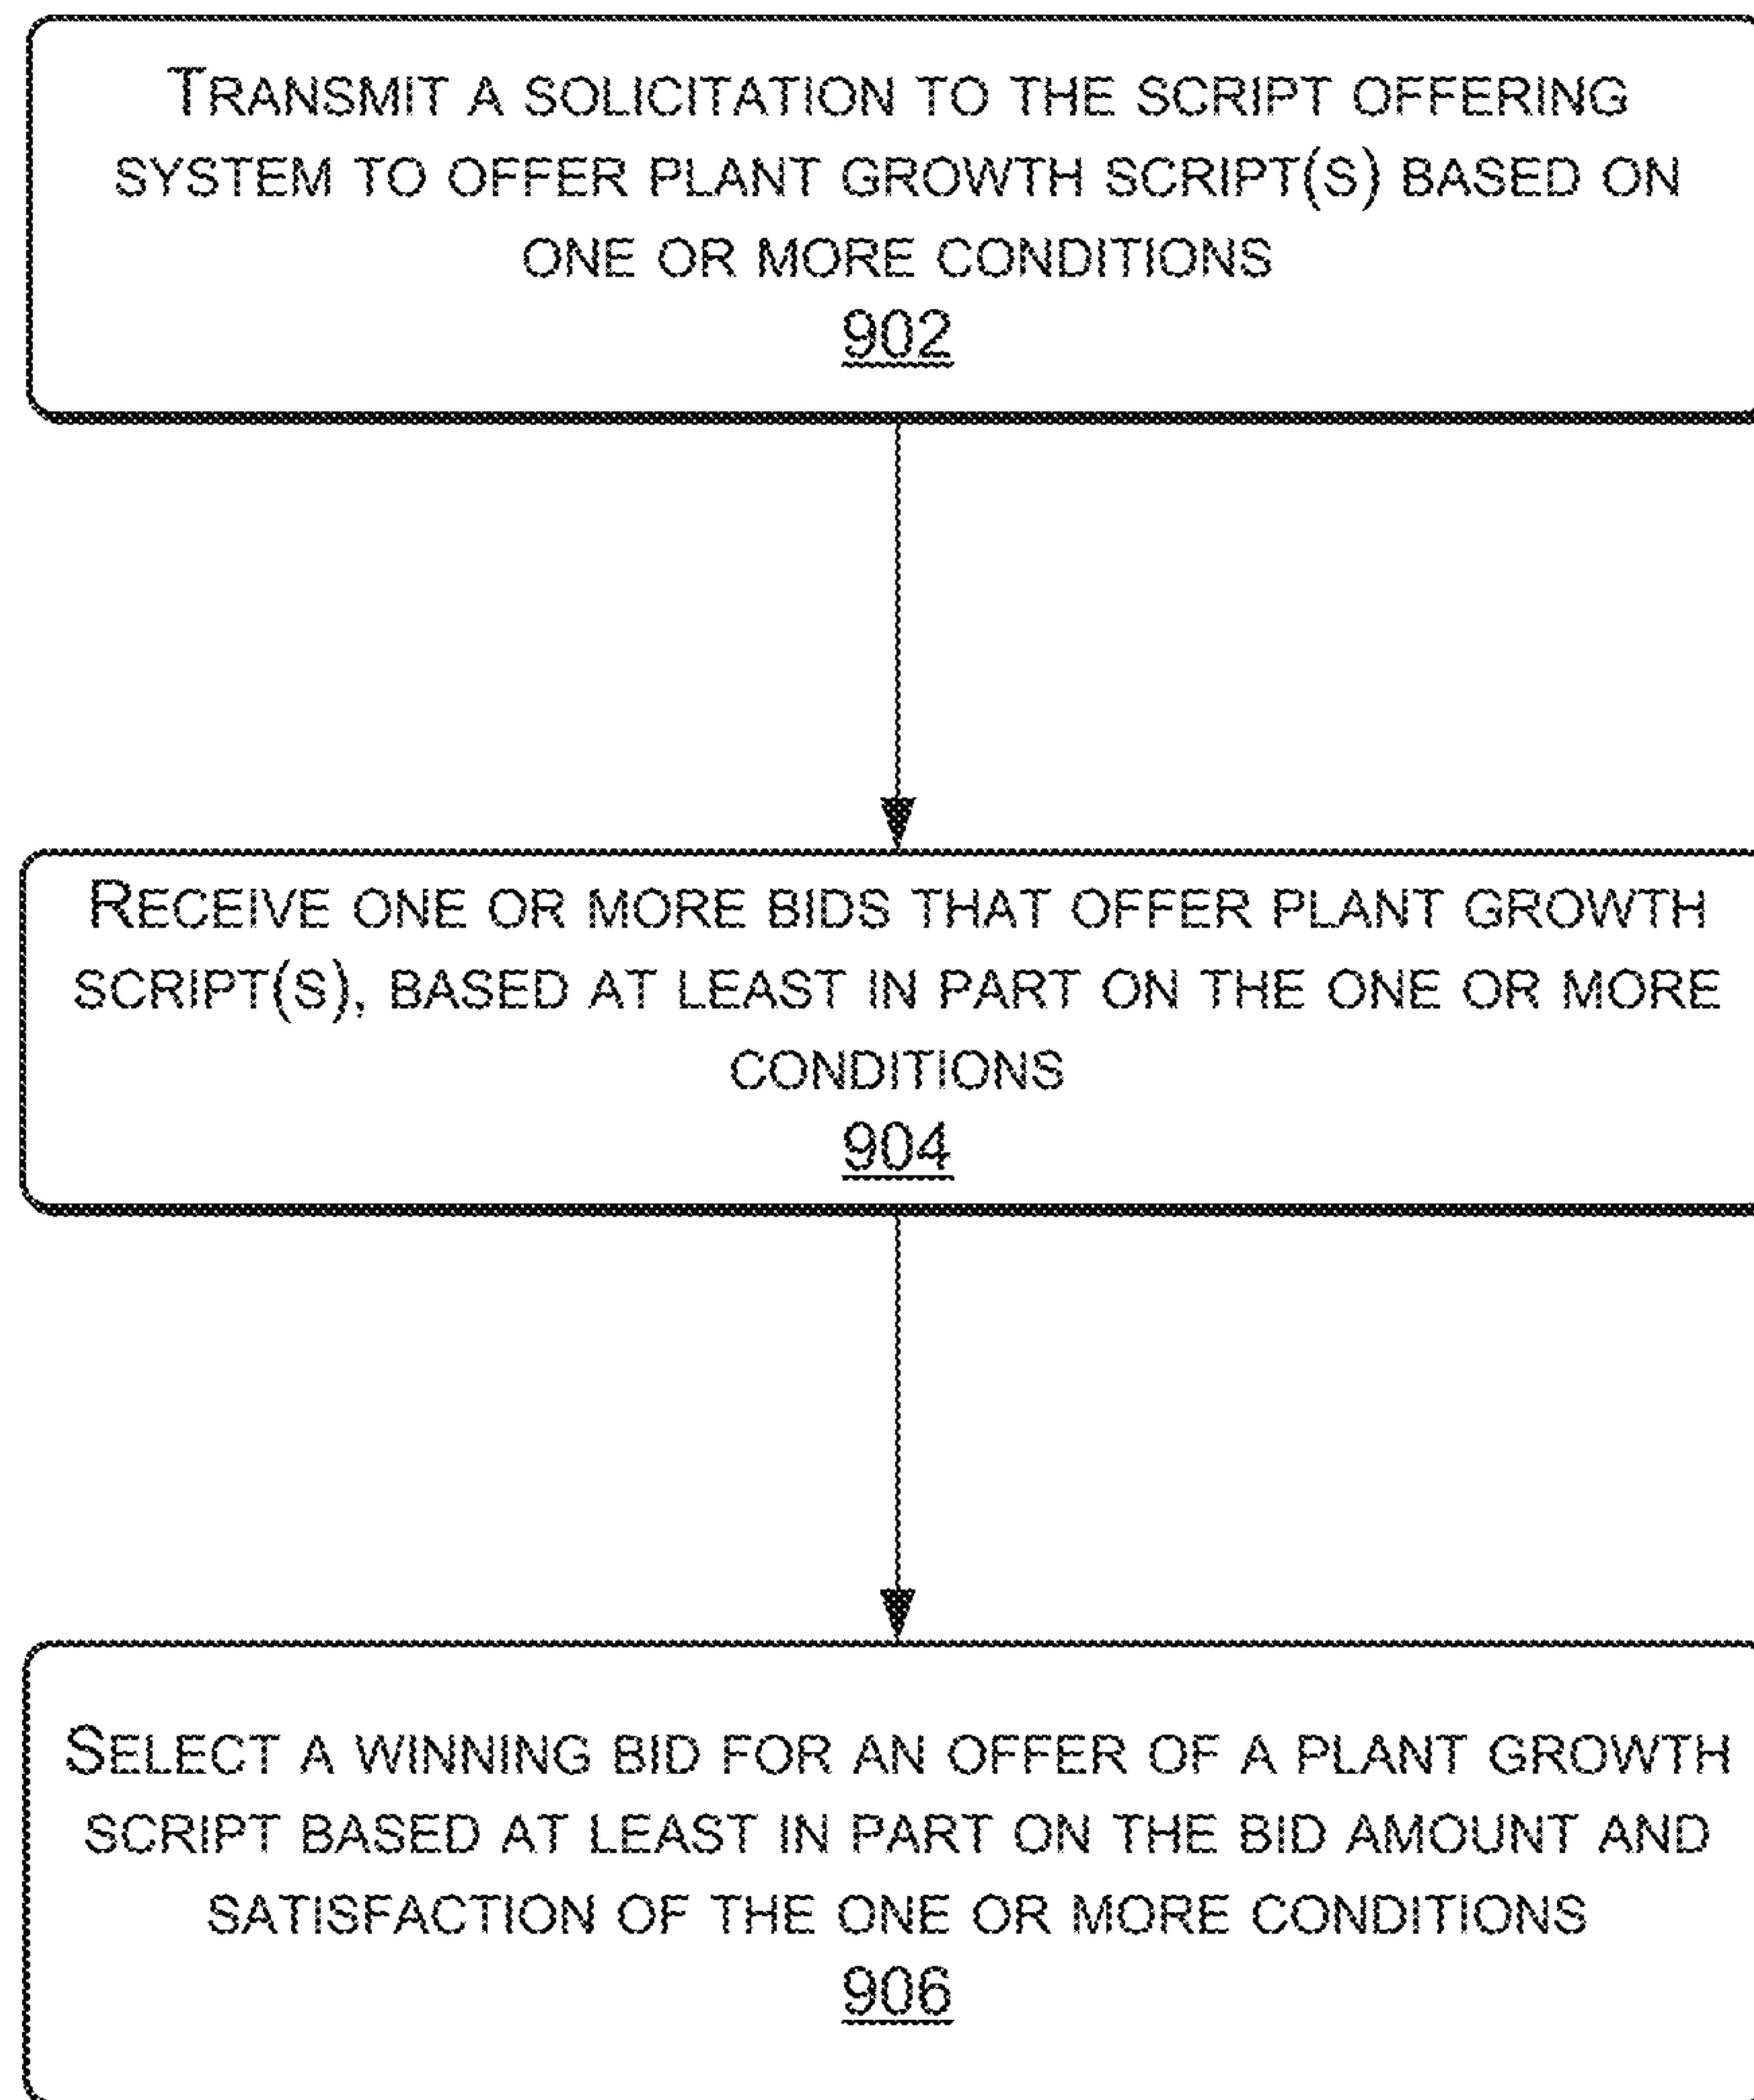 TRANSMIT A SOLICITATION TO THE SCRIPT OFFERING
SYSTEM TO OFFER PLANT GROWTH SCRIPT(S) BASED ON
ONE OR MORE CONDITIONS
902
RECEIVE ONE OR MORE BIDS THAT OFFER PLANT GROWTH
SCRIPT(S), BASED AT LEAST IN PART ON THE ONE OR MORE
CONDITIONS
904
SELECT A WINNING BID FOR AN OFFER OF A PLANT GROWTH
SCRIPT BASED AT LEAST IN PART ON THE BID AMOUNT AND
SATISFACTION OF THE ONE OR MORE CONDITIONS
906